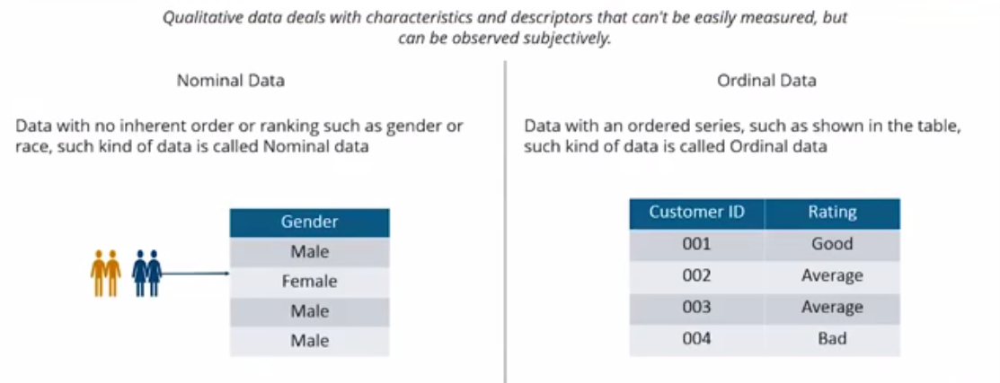 Qualitative data deals with characteristics and descriptors that can't be easily measured, but
can be observed subjectively.
Nominal Data
Data with no inherent order or ranking such as gender or
race, such kind of data is called Nominal data
Gender
Male
Female
Male
Male
Ordinal Data
Data with an ordered series, such as shown in the table,
such kind of data is called Ordinal data
Customer ID Rating
001 Good
002 Average
003 Average
004 Bad